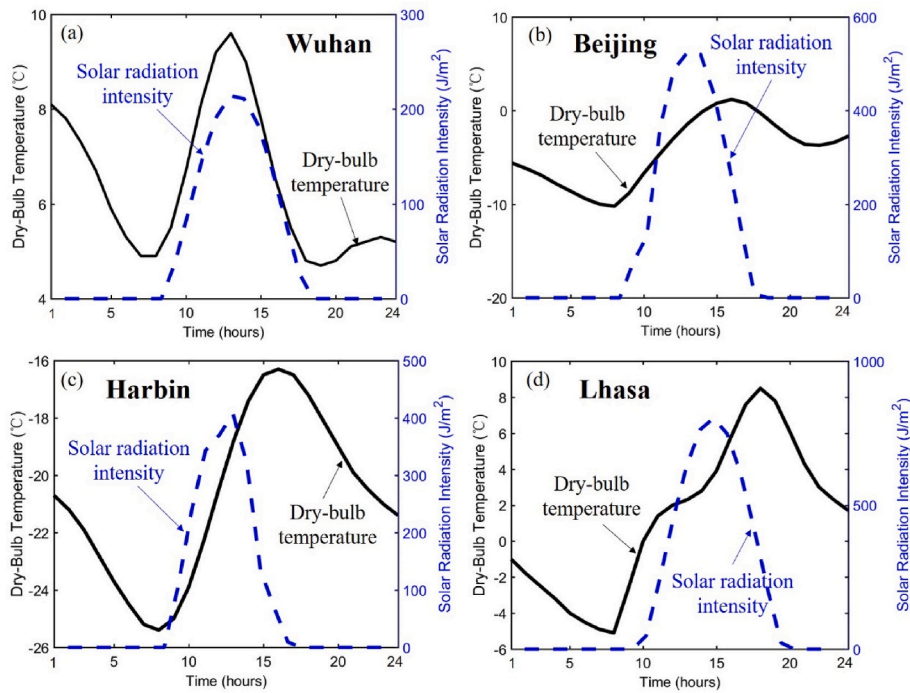 (a)
Wuhan
Solar radiation
intensity
Dry-bulb
temperature
Dry-Bulb Temperature (℃)
10
8
6
4
Solar Radiation Intensity (J/m²)
300
200
100
0
1
5
10
15
20
24
Time (hours)
(b)
Beijing
Dry-bulb
temperature
Solar radiation
intensity
Dry-Bulb Temperature (℃)
10
0
-10
-20
Solar Radiation Intensity (J/m²)
600
400
200
0
1
5
10
15
20
24
Time (hours)
(c)
Harbin
Solar radiation
intensity
Dry-bulb
temperature
Dry-Bulb Temperature (℃)
-16
-18
-20
-22
-24
-26
Solar Radiation Intensity (J/m²)
500
400
300
200
100
0
1
5
10
15
20
24
Time (hours)
(d)
Lhasa
Dry-bulb
temperature
Solar radiation
intensity
Dry-Bulb Temperature (℃)
10
8
6
4
2
0
-2
-4
-6
Solar Radiation Intensity (J/m²)
1000
500
0
1
5
10
15
20
24
Time (hours)